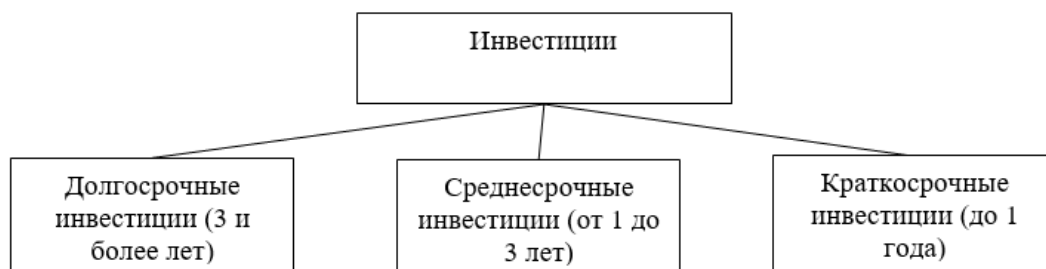 Инвестиции
Долгосрочные
инвестиции (3 и
более лет)
Среднесрочные
инвестиции (от 1 до
3 лет)
Краткосрочные
инвестиции (до 1
года)